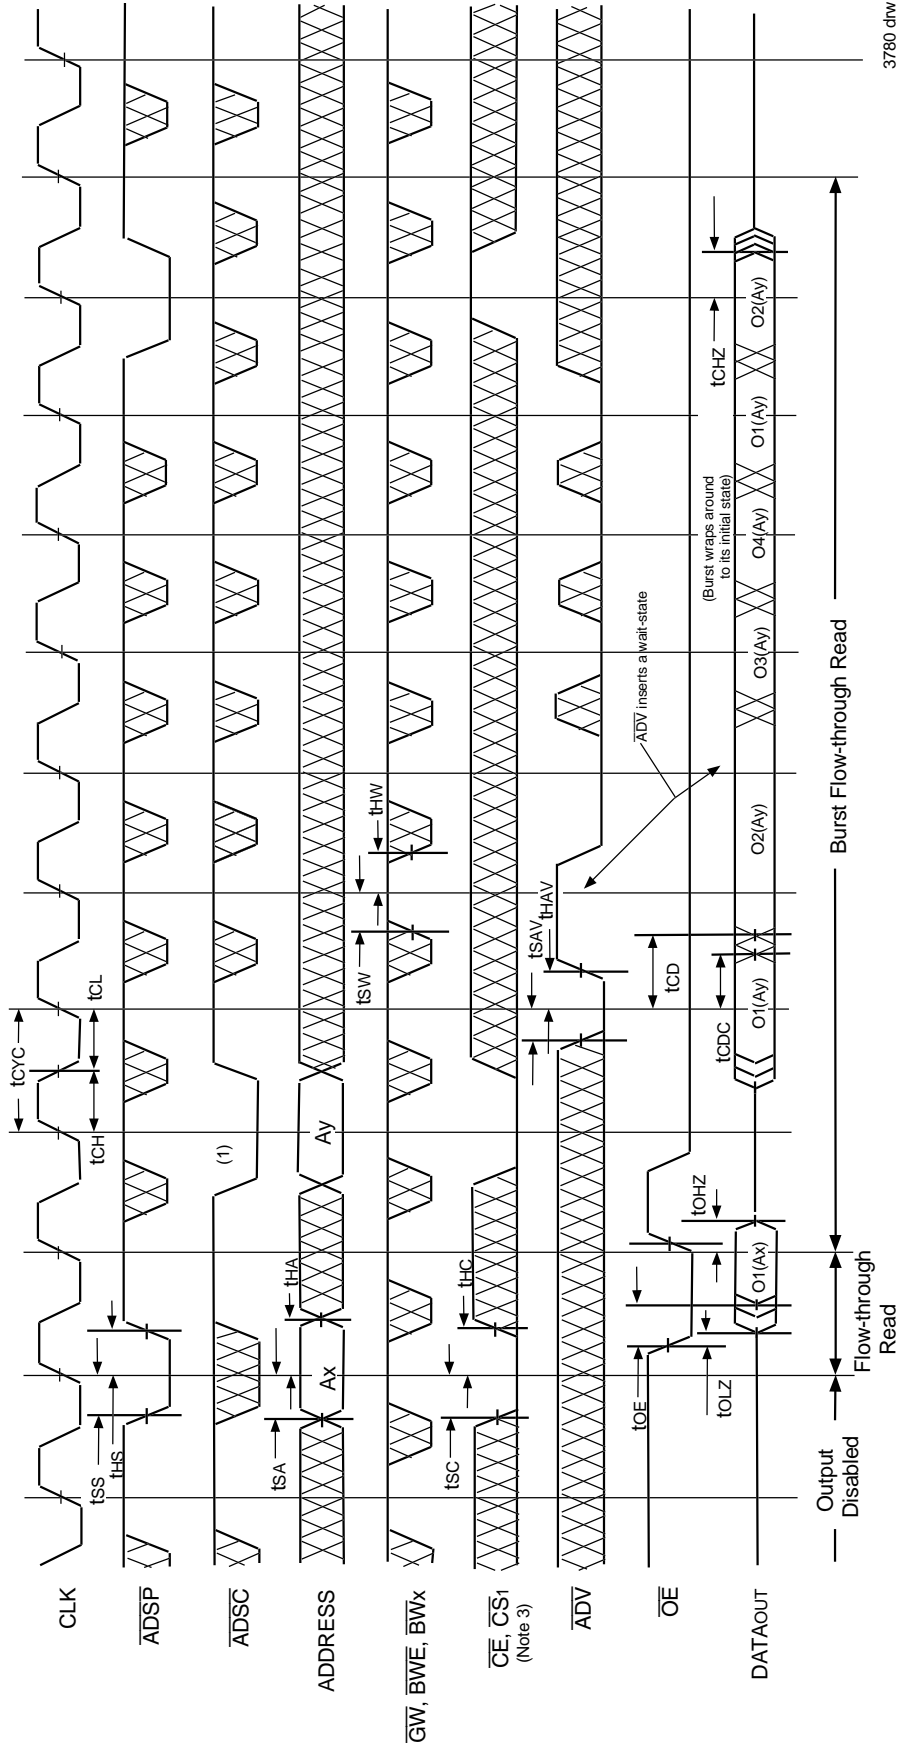 CLK
tCYC
tCH
tCL
ADSP
tSS
tHS
ADSC
(1)
ADDRESS
tSA
tHA
Ax
Ay
GW, BWE, BWx
tSW
tHW
CE, CS1
(Note 3)
tSC
tHC
ADV
tSAV
tHAV
ADV inserts a wait-state
OE
tOE
tOHZ
tOLZ
tCD
tCDC
(Burst wraps around
to its initial state)
tCHZ
DATAOUT
O1(Ax)
O1(Ay)
O2(Ay)
O3(Ay)
O4(Ay)
O1(Ay)
O2(Ay)
Output
Disabled
Flow-through
Read
Burst Flow-through Read
3780 drw